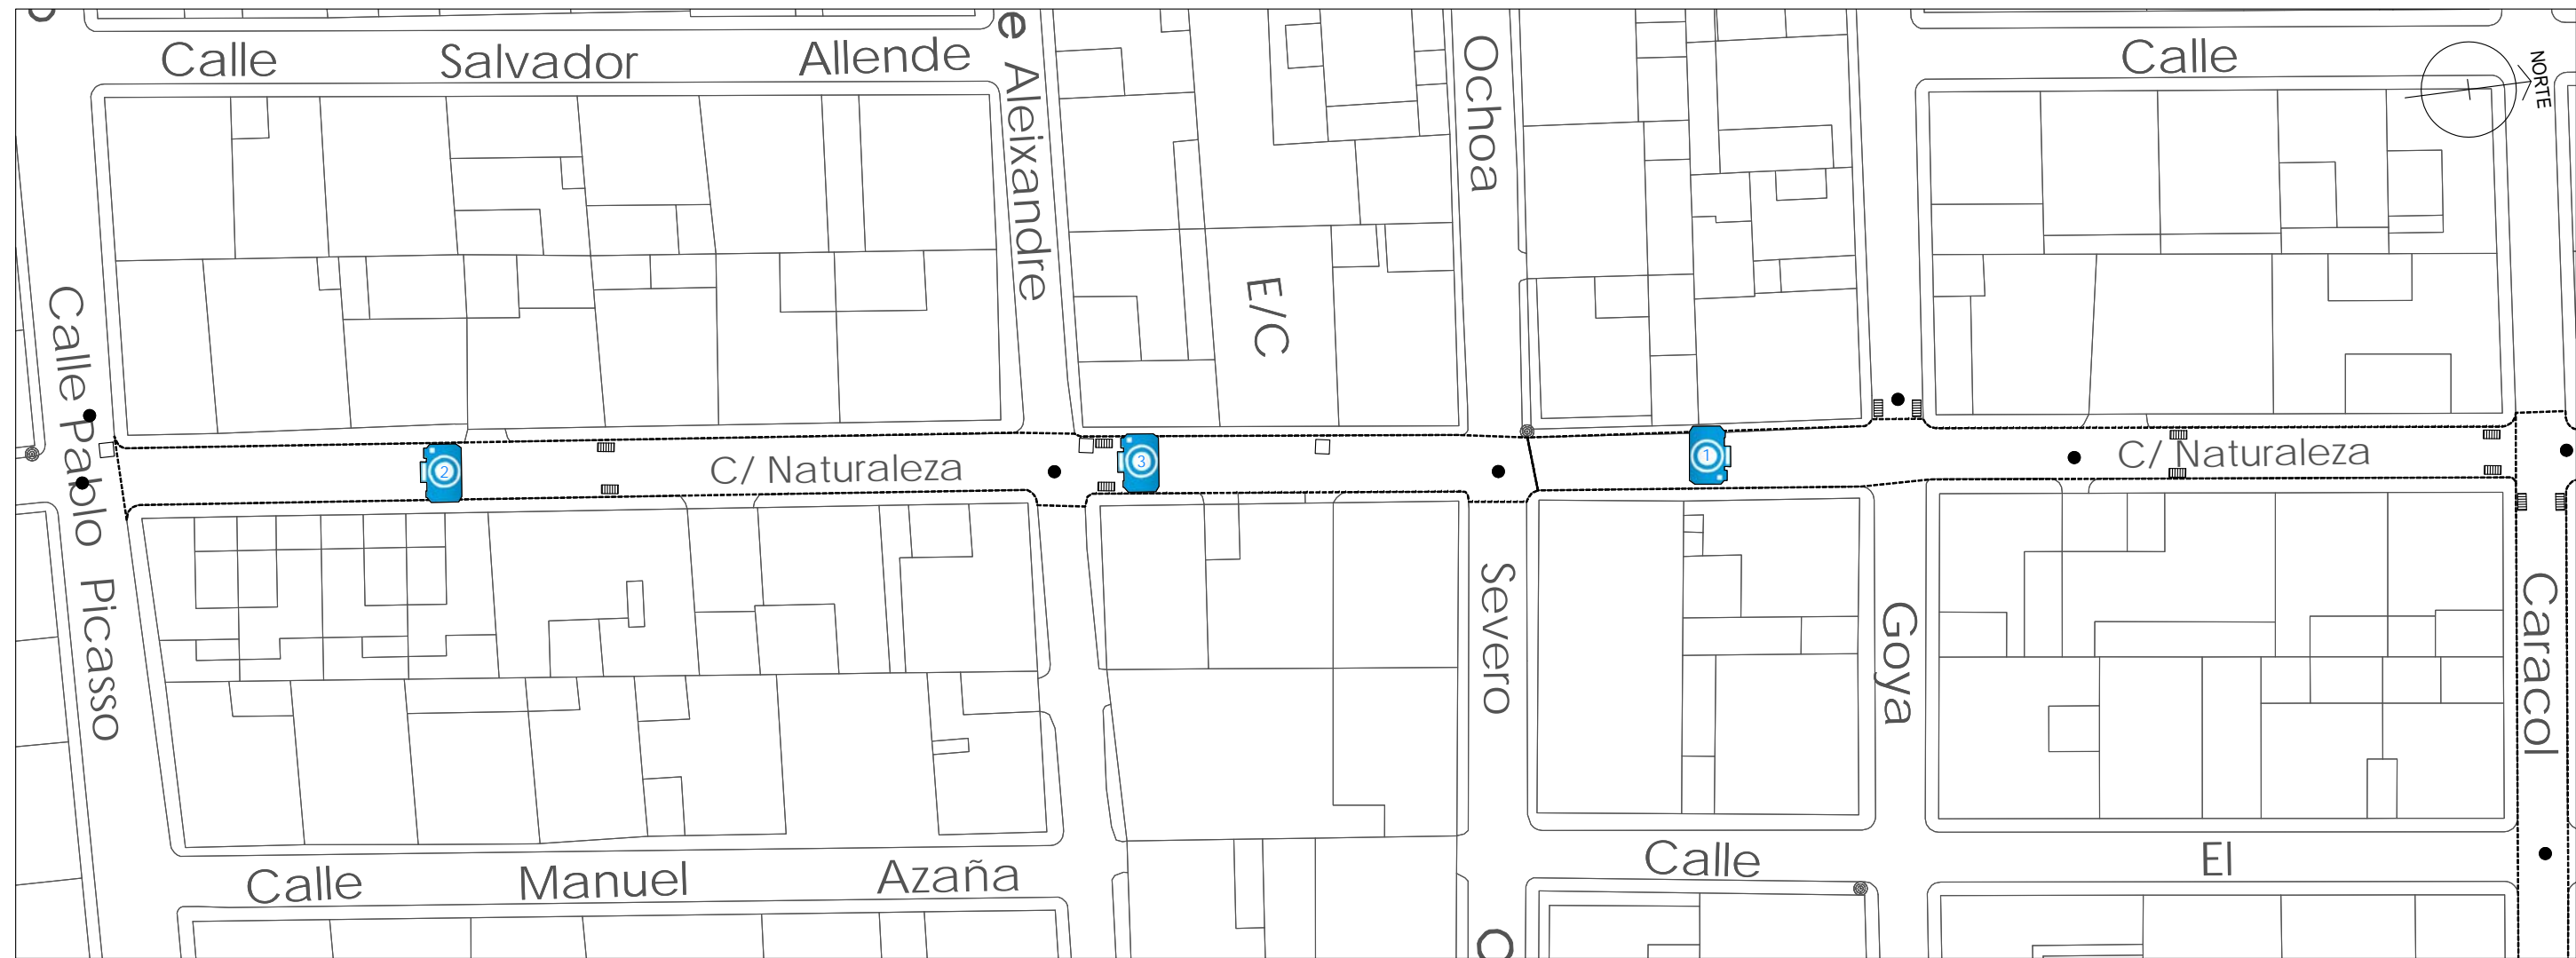 Calle Salvador Allende
Calle
NORTE
e Aleixandre
Ochoa
E/C
Calle Pablo Picasso
2
C/ Naturaleza
3
1
C/ Naturaleza
Severo
Goya
Caracol
Calle Manuel Azaña
Calle El